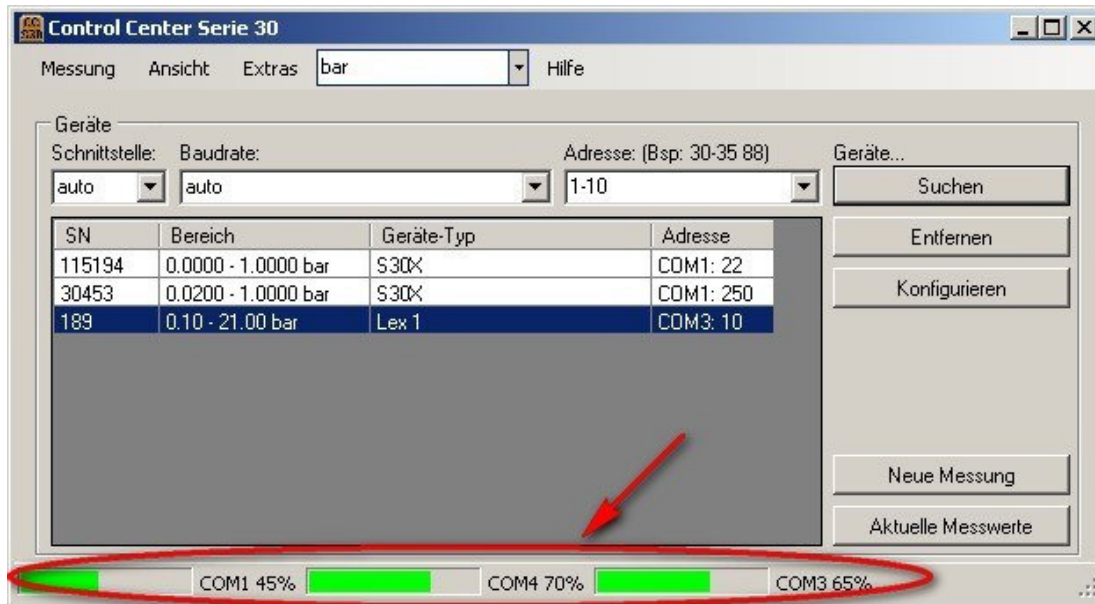 Control Center Serie 30
Messung Ansicht Extras bar Hilfe
Geräte
Schnittstelle: Baudrate: Adresse: (Bsp: 30-35 88) Geräte...
auto auto 1-10 Suchen
SN Bereich Geräte-Typ Adresse Entfernen
115194 0.0000 - 1.0000 bar S30X COM1: 22
30453 0.0200 - 1.0000 bar S30X COM1: 250 Konfigurieren
189 0.10 - 21.00 bar Lex 1 COM3: 10
Neue Messung
Aktuelle Messwerte
COM1 45% COM4 70% COM3 65%